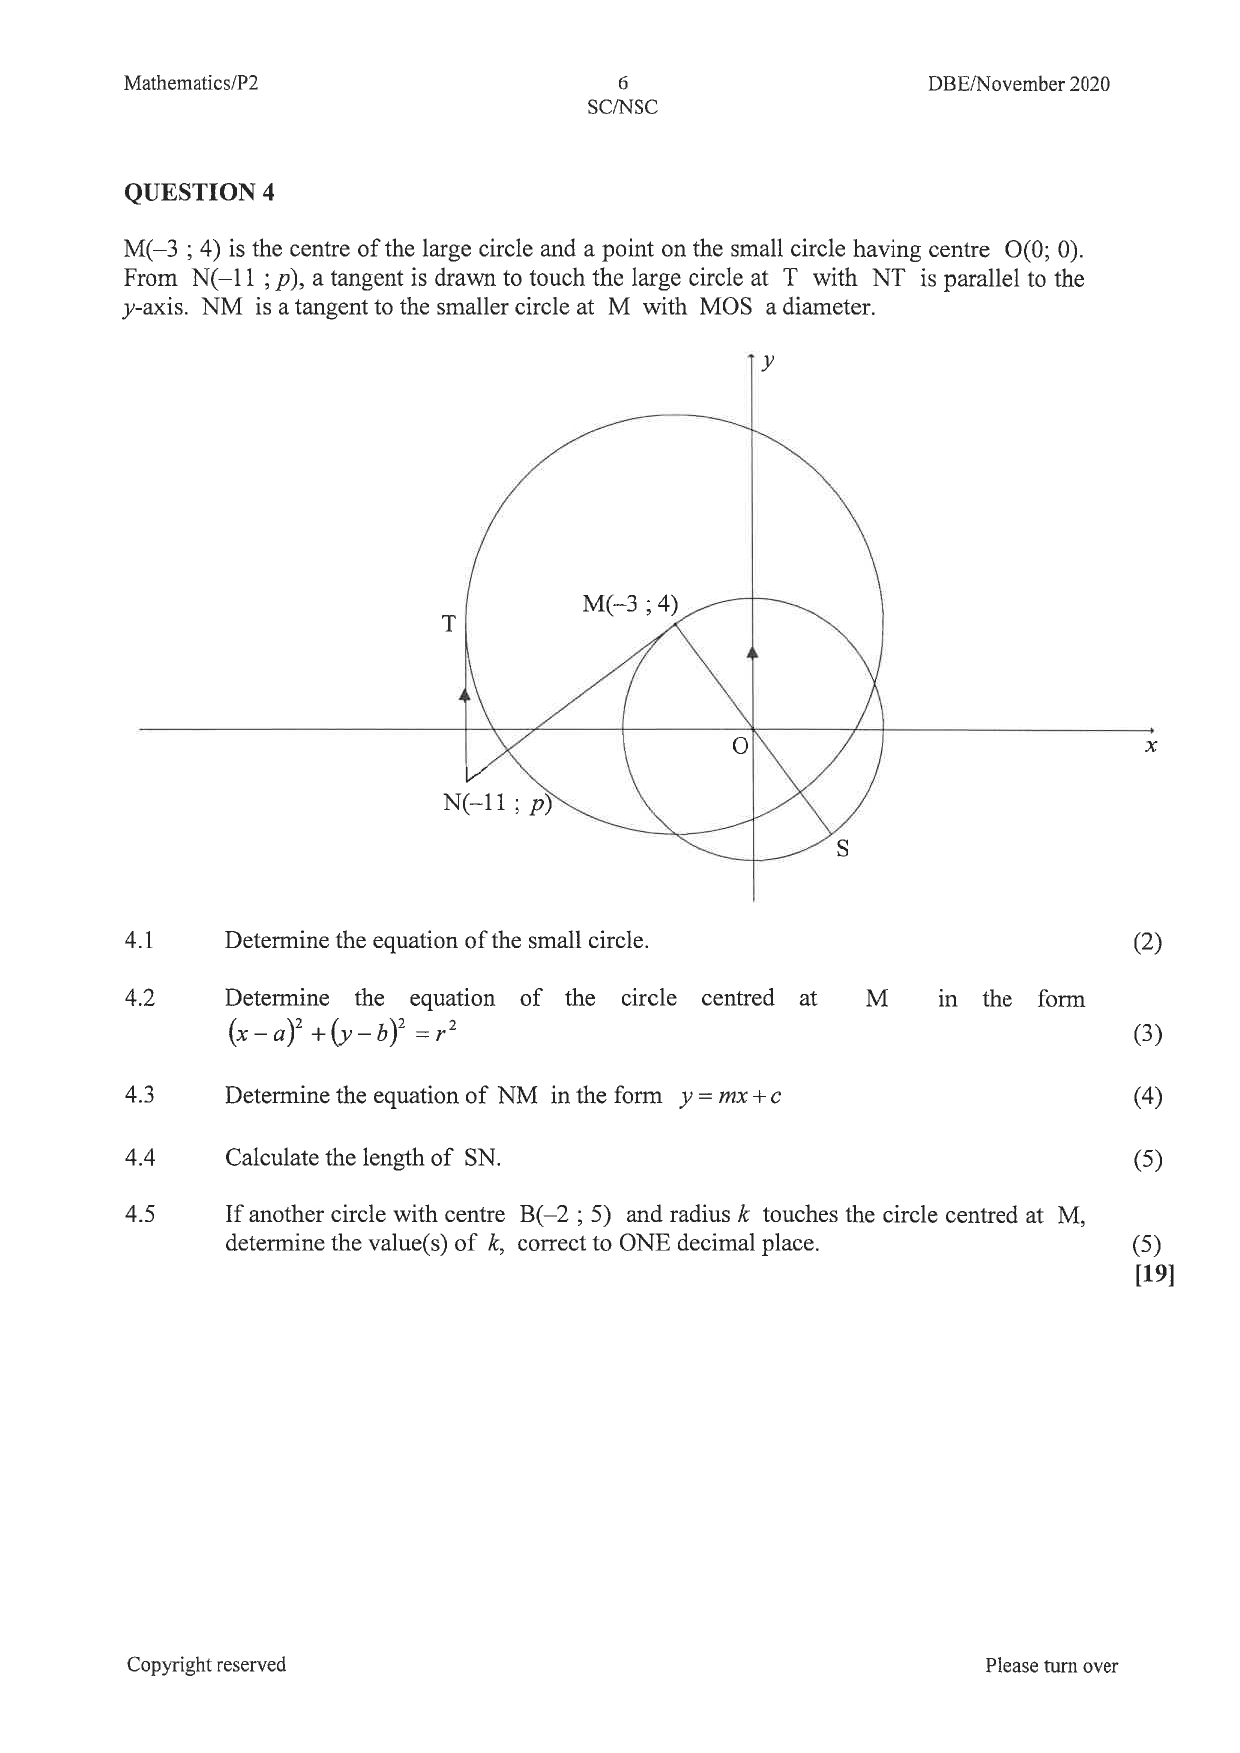 Mathematics/P2 6 DBE/November 2020
SC/NSC
QUESTION 4
M(–3 ; 4) is the centre of the large circle and a point on the small circle having centre O(0; 0).
From N(–11 ; p), a tangent is drawn to touch the large circle at T with NT is parallel to the
y-axis. NM is a tangent to the smaller circle at M with MOS a diameter.
y
M(–3 ; 4)
T
O
x
N(–11 ; p)
S
4.1 Determine the equation of the small circle. (2)
4.2 Determine the equation of the circle centred at M in the form
(x – a)² + (y – b)² = r² (3)
4.3 Determine the equation of NM in the form y = mx + c (4)
4.4 Calculate the length of SN. (5)
4.5 If another circle with centre B(–2 ; 5) and radius k touches the circle centred at M,
determine the value(s) of k, correct to ONE decimal place. (5)
[19]
Copyright reserved Please turn over